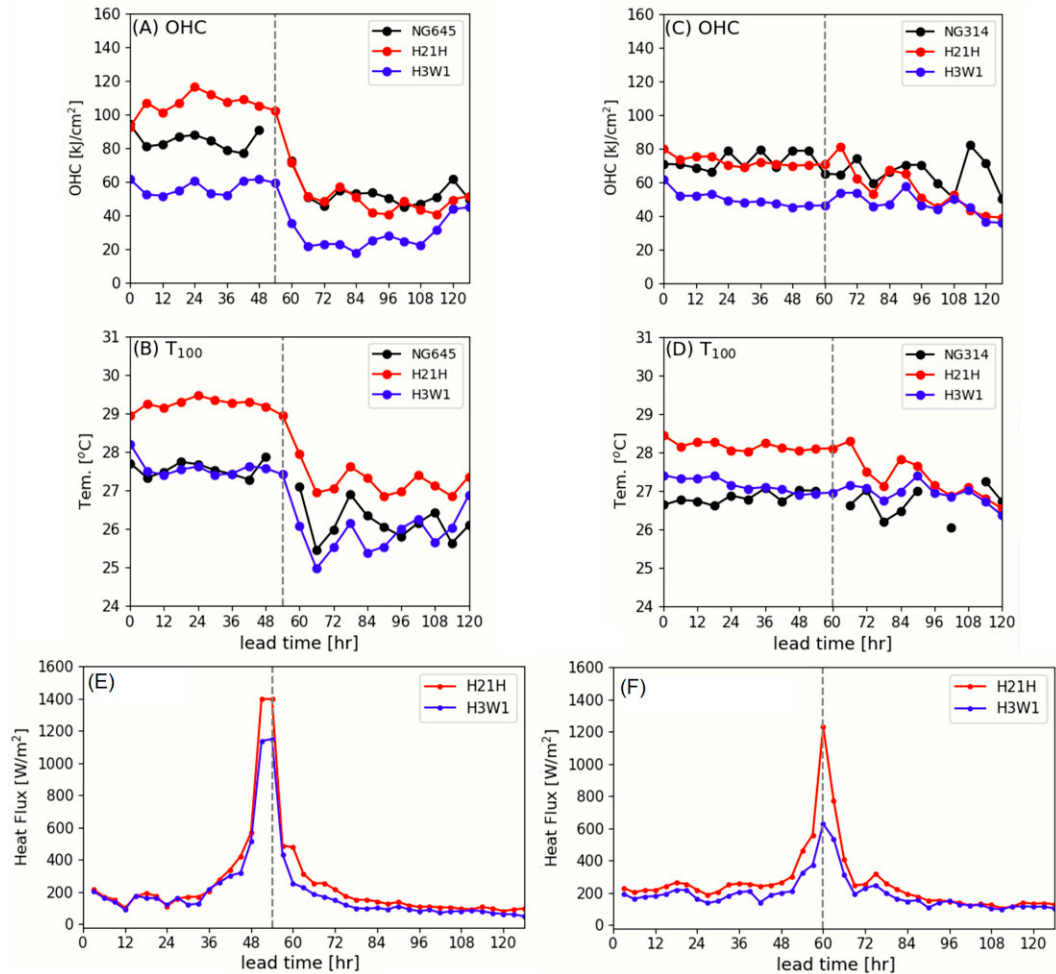 (A) OHC
NG645
H21H
H3W1
OHC [kJ/cm²]
160
140
120
100
80
60
40
20
0
0 12 24 36 48 60 72 84 96 108 120
(C) OHC
NG314
H21H
H3W1
OHC [kJ/cm²]
160
140
120
100
80
60
40
20
0
0 12 24 36 48 60 72 84 96 108 120
(B) T₁₀₀
NG645
H21H
H3W1
Tem. [°C]
31
30
29
28
27
26
25
24
0 12 24 36 48 60 72 84 96 108 120
lead time [hr]
(D) T₁₀₀
NG314
H21H
H3W1
Tem. [°C]
31
30
29
28
27
26
25
24
0 12 24 36 48 60 72 84 96 108 120
lead time [hr]
(E)
H21H
H3W1
Heat Flux [W/m²]
1600
1400
1200
1000
800
600
400
200
0
0 12 24 36 48 60 72 84 96 108 120
lead time [hr]
(F)
H21H
H3W1
Heat Flux [W/m²]
1600
1400
1200
1000
800
600
400
200
0
0 12 24 36 48 60 72 84 96 108 120
lead time [hr]